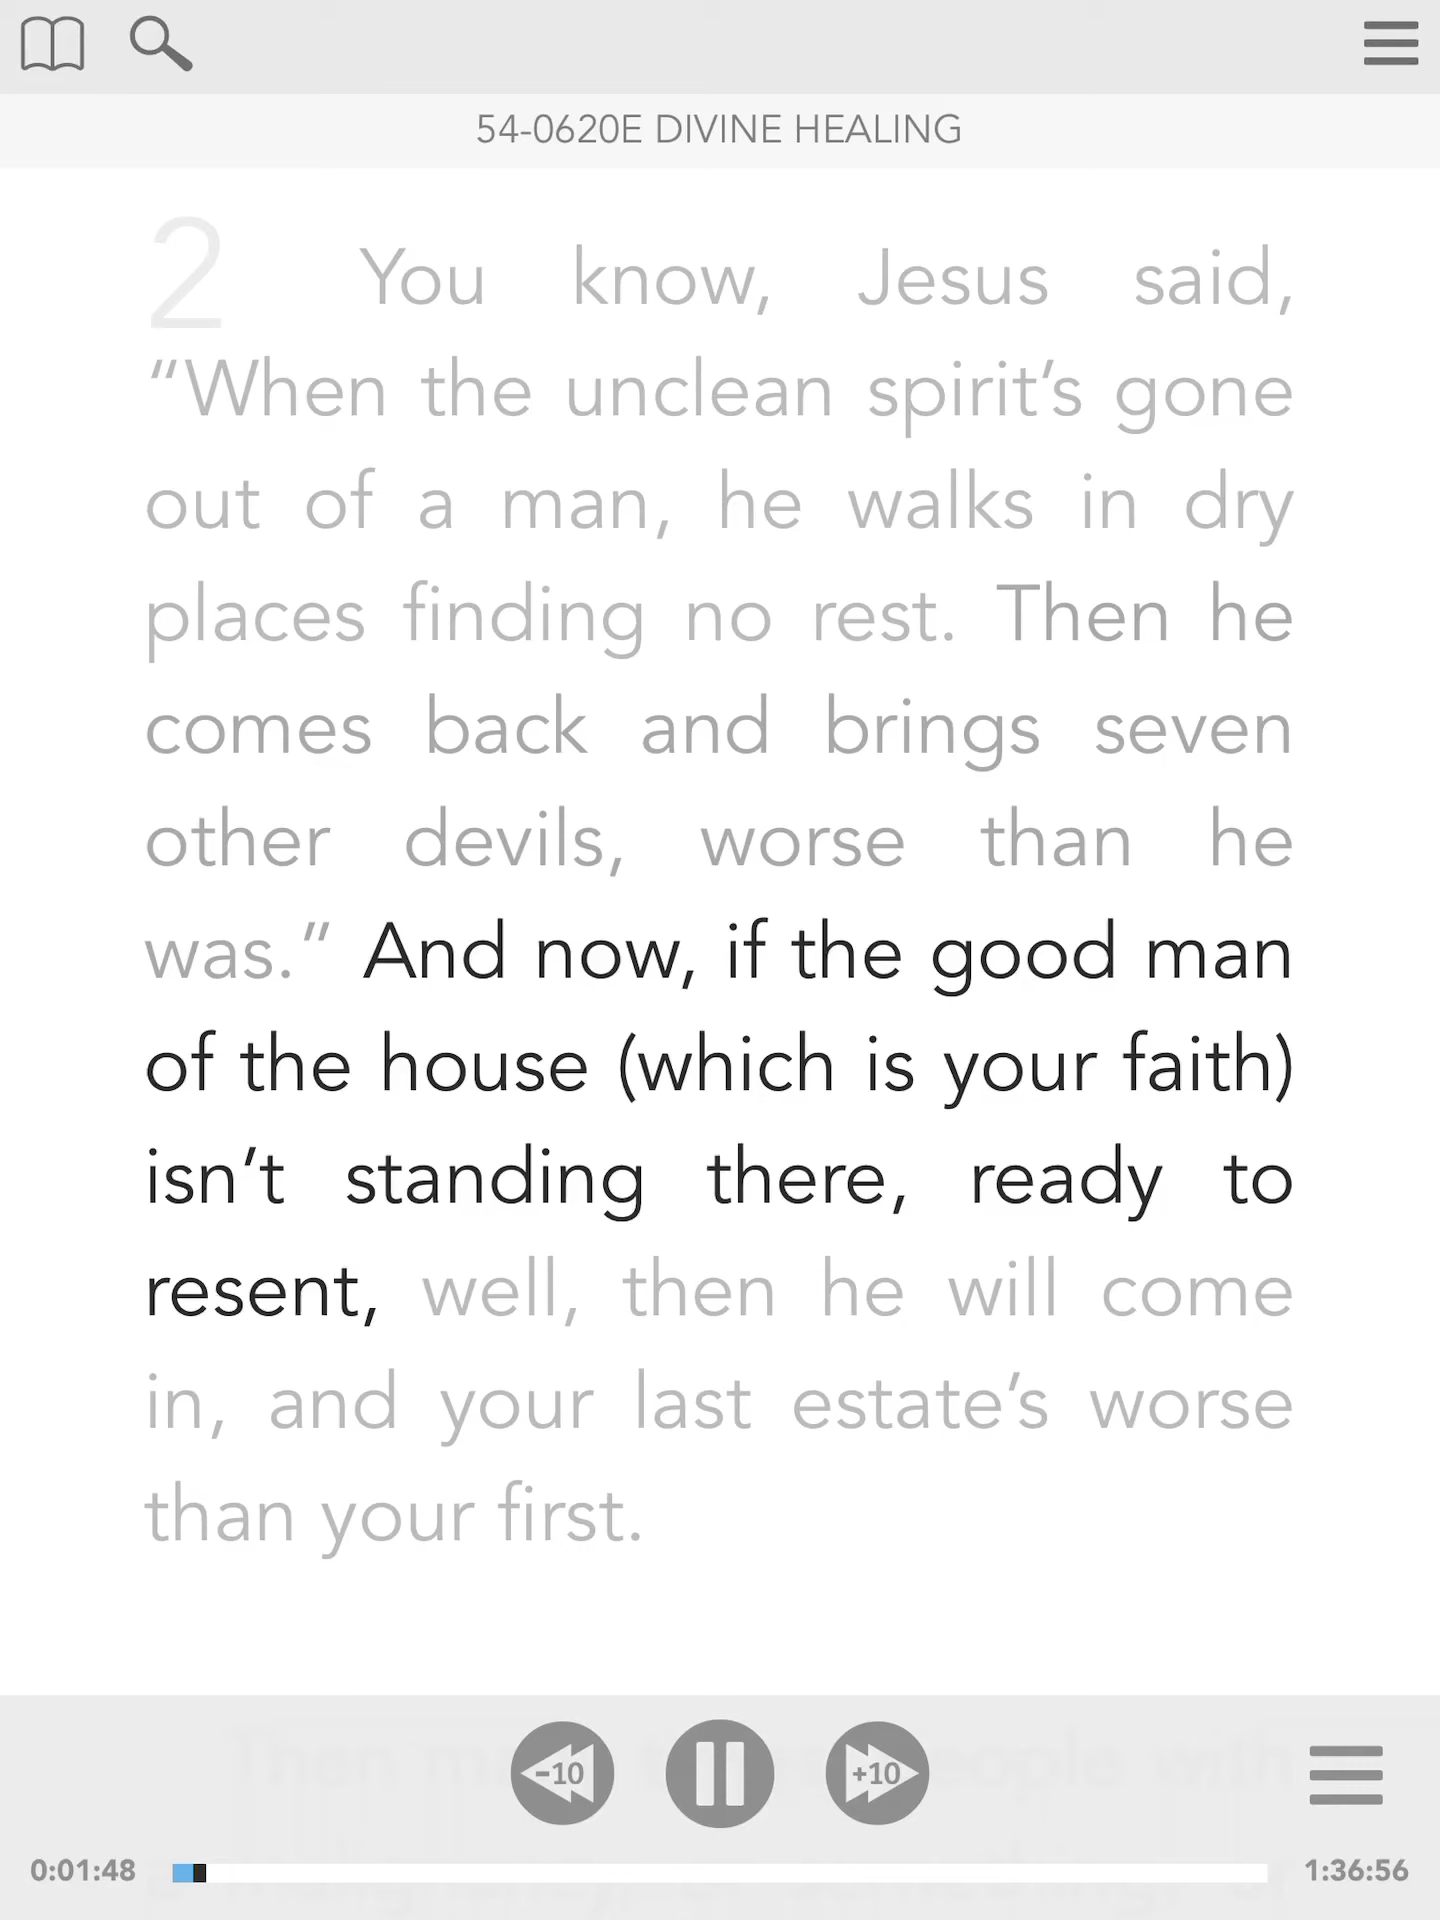 54-0620E DIVINE HEALING
2 You know, Jesus said,
“When the unclean spirit’s gone
out of a man, he walks in dry
places finding no rest. Then he
comes back and brings seven
other devils, worse than he
was.” And now, if the good man
of the house (which is your faith)
isn’t standing there, ready to
resent, well, then he will come
in, and your last estate’s worse
than your first.
-10 +10
0:01:48 1:36:56